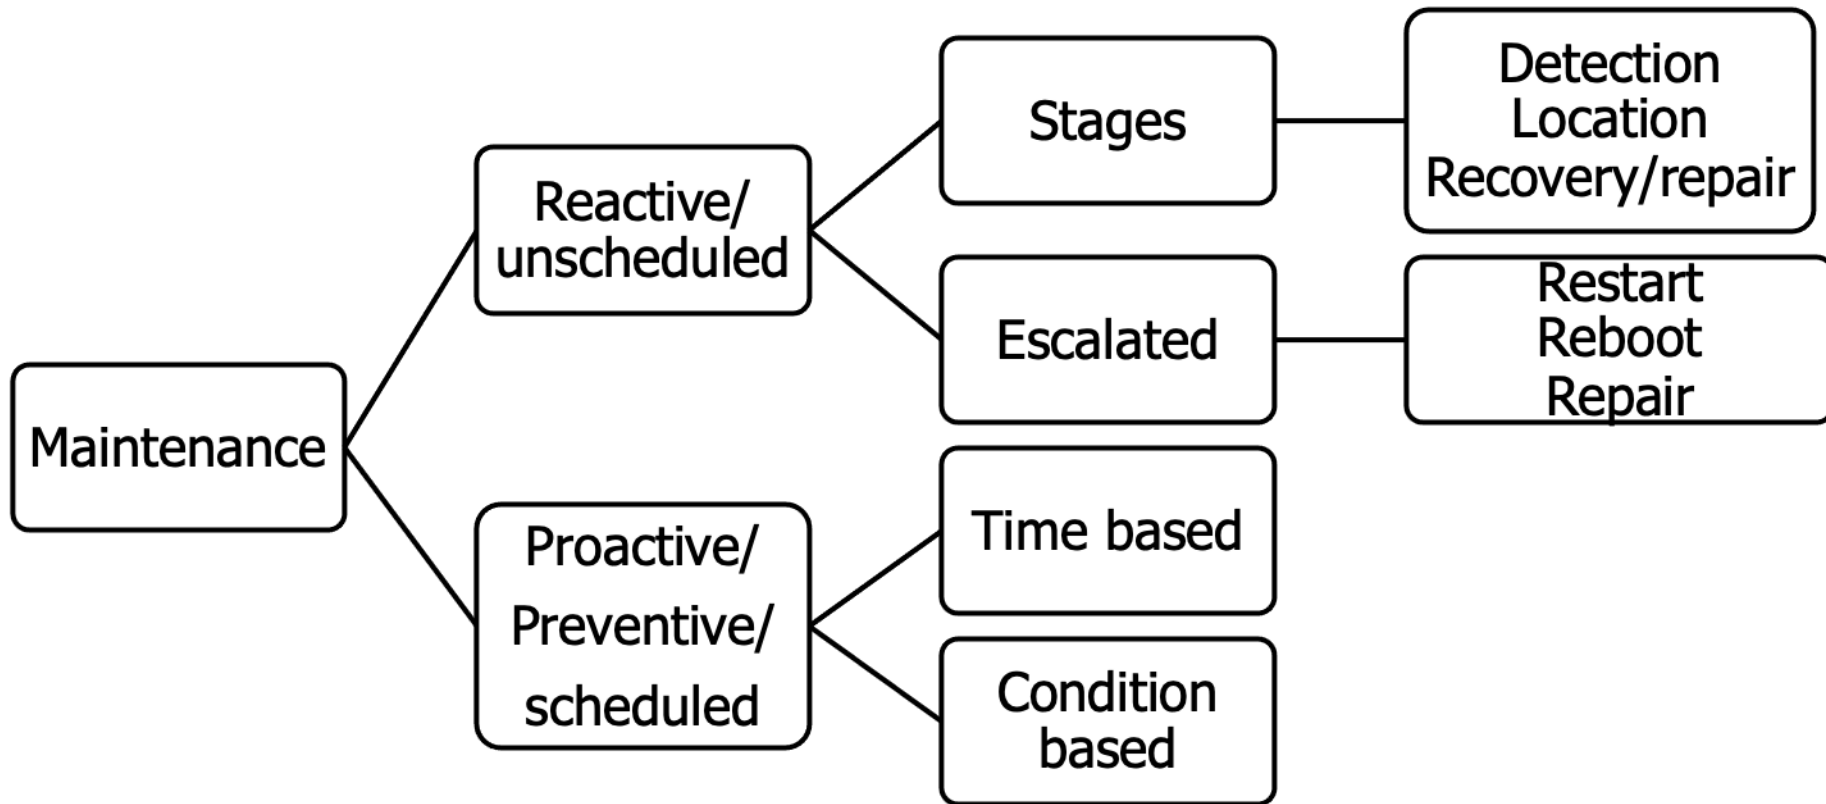 Maintenance
Reactive/
unscheduled
Stages
Detection
Location
Recovery/repair
Escalated
Restart
Reboot
Repair
Proactive/
Preventive/
scheduled
Time based
Condition
based